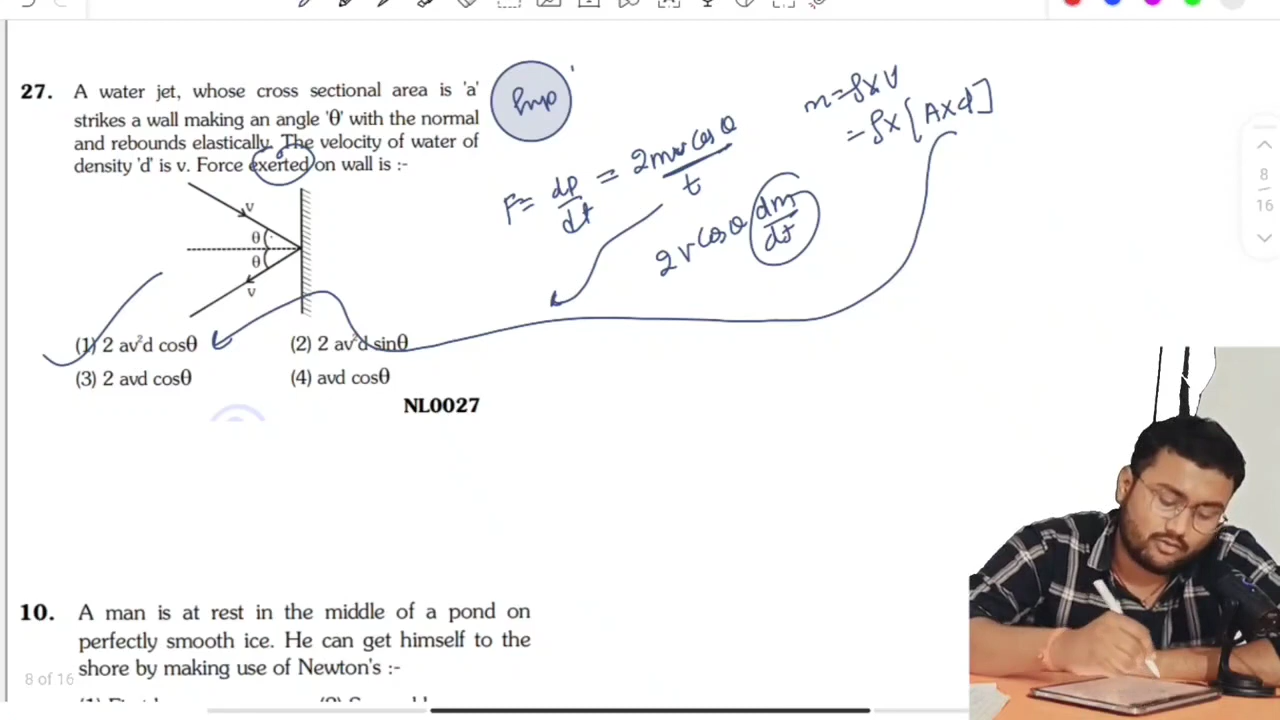 27. A water jet, whose cross sectional area is 'a'
strikes a wall making an angle 'θ' with the normal
and rebounds elastically. The velocity of water of
density 'd' is v. Force exerted on wall is :-
v
θ
θ
v
(1) 2 av²d cosθ (2) 2 av²d sinθ
(3) 2 avd cosθ (4) avd cosθ
NL0027
Imp
F = dp/dt = 2mv cosθ/t
2v cosθ dm/dt
m = ρ×V
= ρ×[A×d]
10. A man is at rest in the middle of a pond on
perfectly smooth ice. He can get himself to the
shore by making use of Newton's :-
8 of 16
8
16